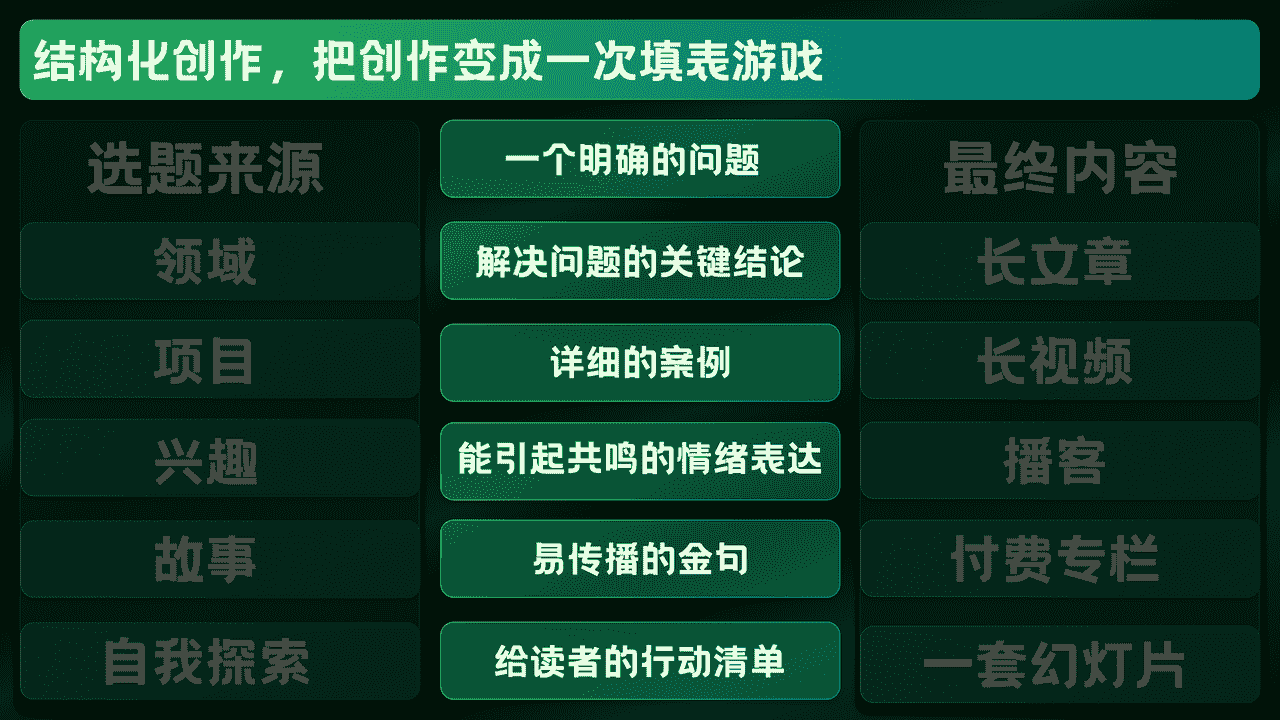 结构化创作，把创作变成一次填表游戏
选题来源
领域
项目
兴趣
故事
自我探索
一个明确的问题
解决问题的关键结论
详细的案例
能引起共鸣的情绪表达
易传播的金句
给读者的行动清单
最终内容
长文章
长视频
播客
付费专栏
一套幻灯片